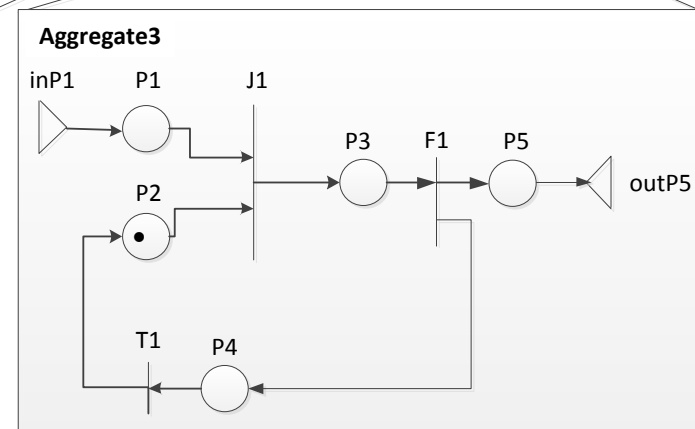 Aggregate3
inP1 P1 J1
P3 F1 P5
outP5
P2
T1 P4